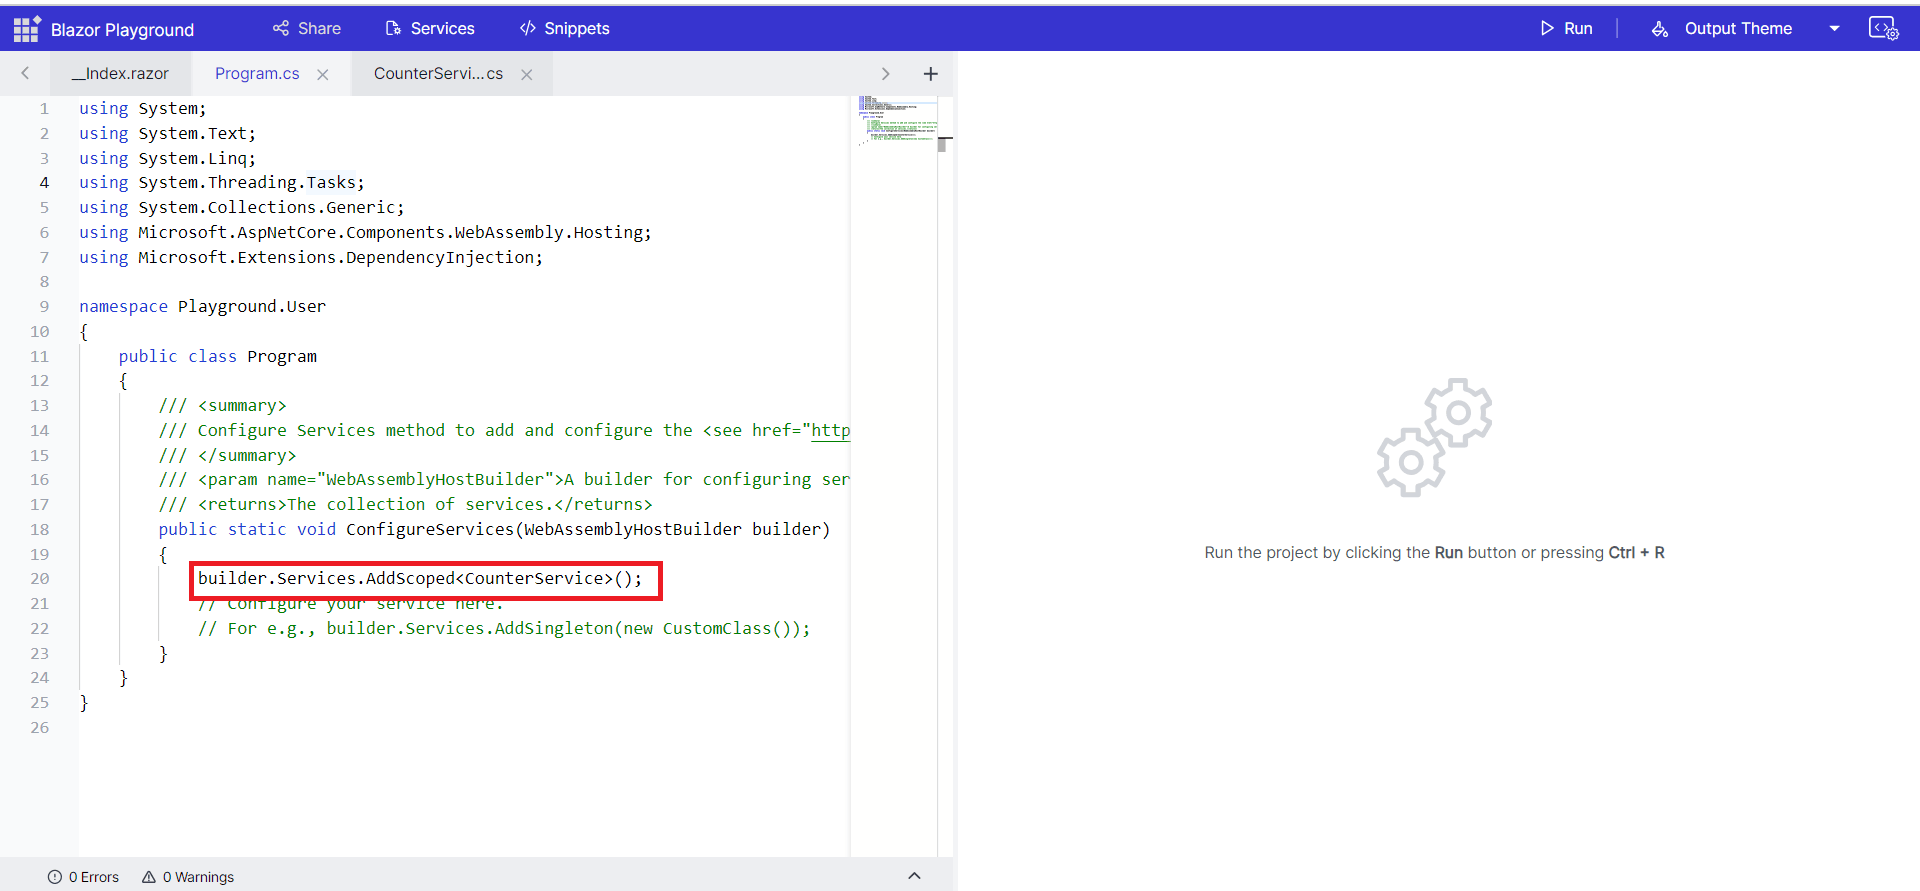 Blazor Playground
Share
Services
Snippets
Run
Output Theme
__Index.razor
Program.cs
CounterServi...cs
1 using System;
2 using System.Text;
3 using System.Linq;
4 using System.Threading.Tasks;
5 using System.Collections.Generic;
6 using Microsoft.AspNetCore.Components.WebAssembly.Hosting;
7 using Microsoft.Extensions.DependencyInjection;
8
9 namespace Playground.User
10 {
11 public class Program
12 {
13 /// <summary>
14 /// Configure Services method to add and configure the <see href="http
15 /// </summary>
16 /// <param name="WebAssemblyHostBuilder">A builder for configuring ser
17 /// <returns>The collection of services.</returns>
18 public static void ConfigureServices(WebAssemblyHostBuilder builder)
19 {
20 builder.Services.AddScoped<CounterService>();
21 // Configure your service here.
22 // For e.g., builder.Services.AddSingleton(new CustomClass());
23 }
24 }
25 }
26
Run the project by clicking the Run button or pressing Ctrl + R
0 Errors
0 Warnings